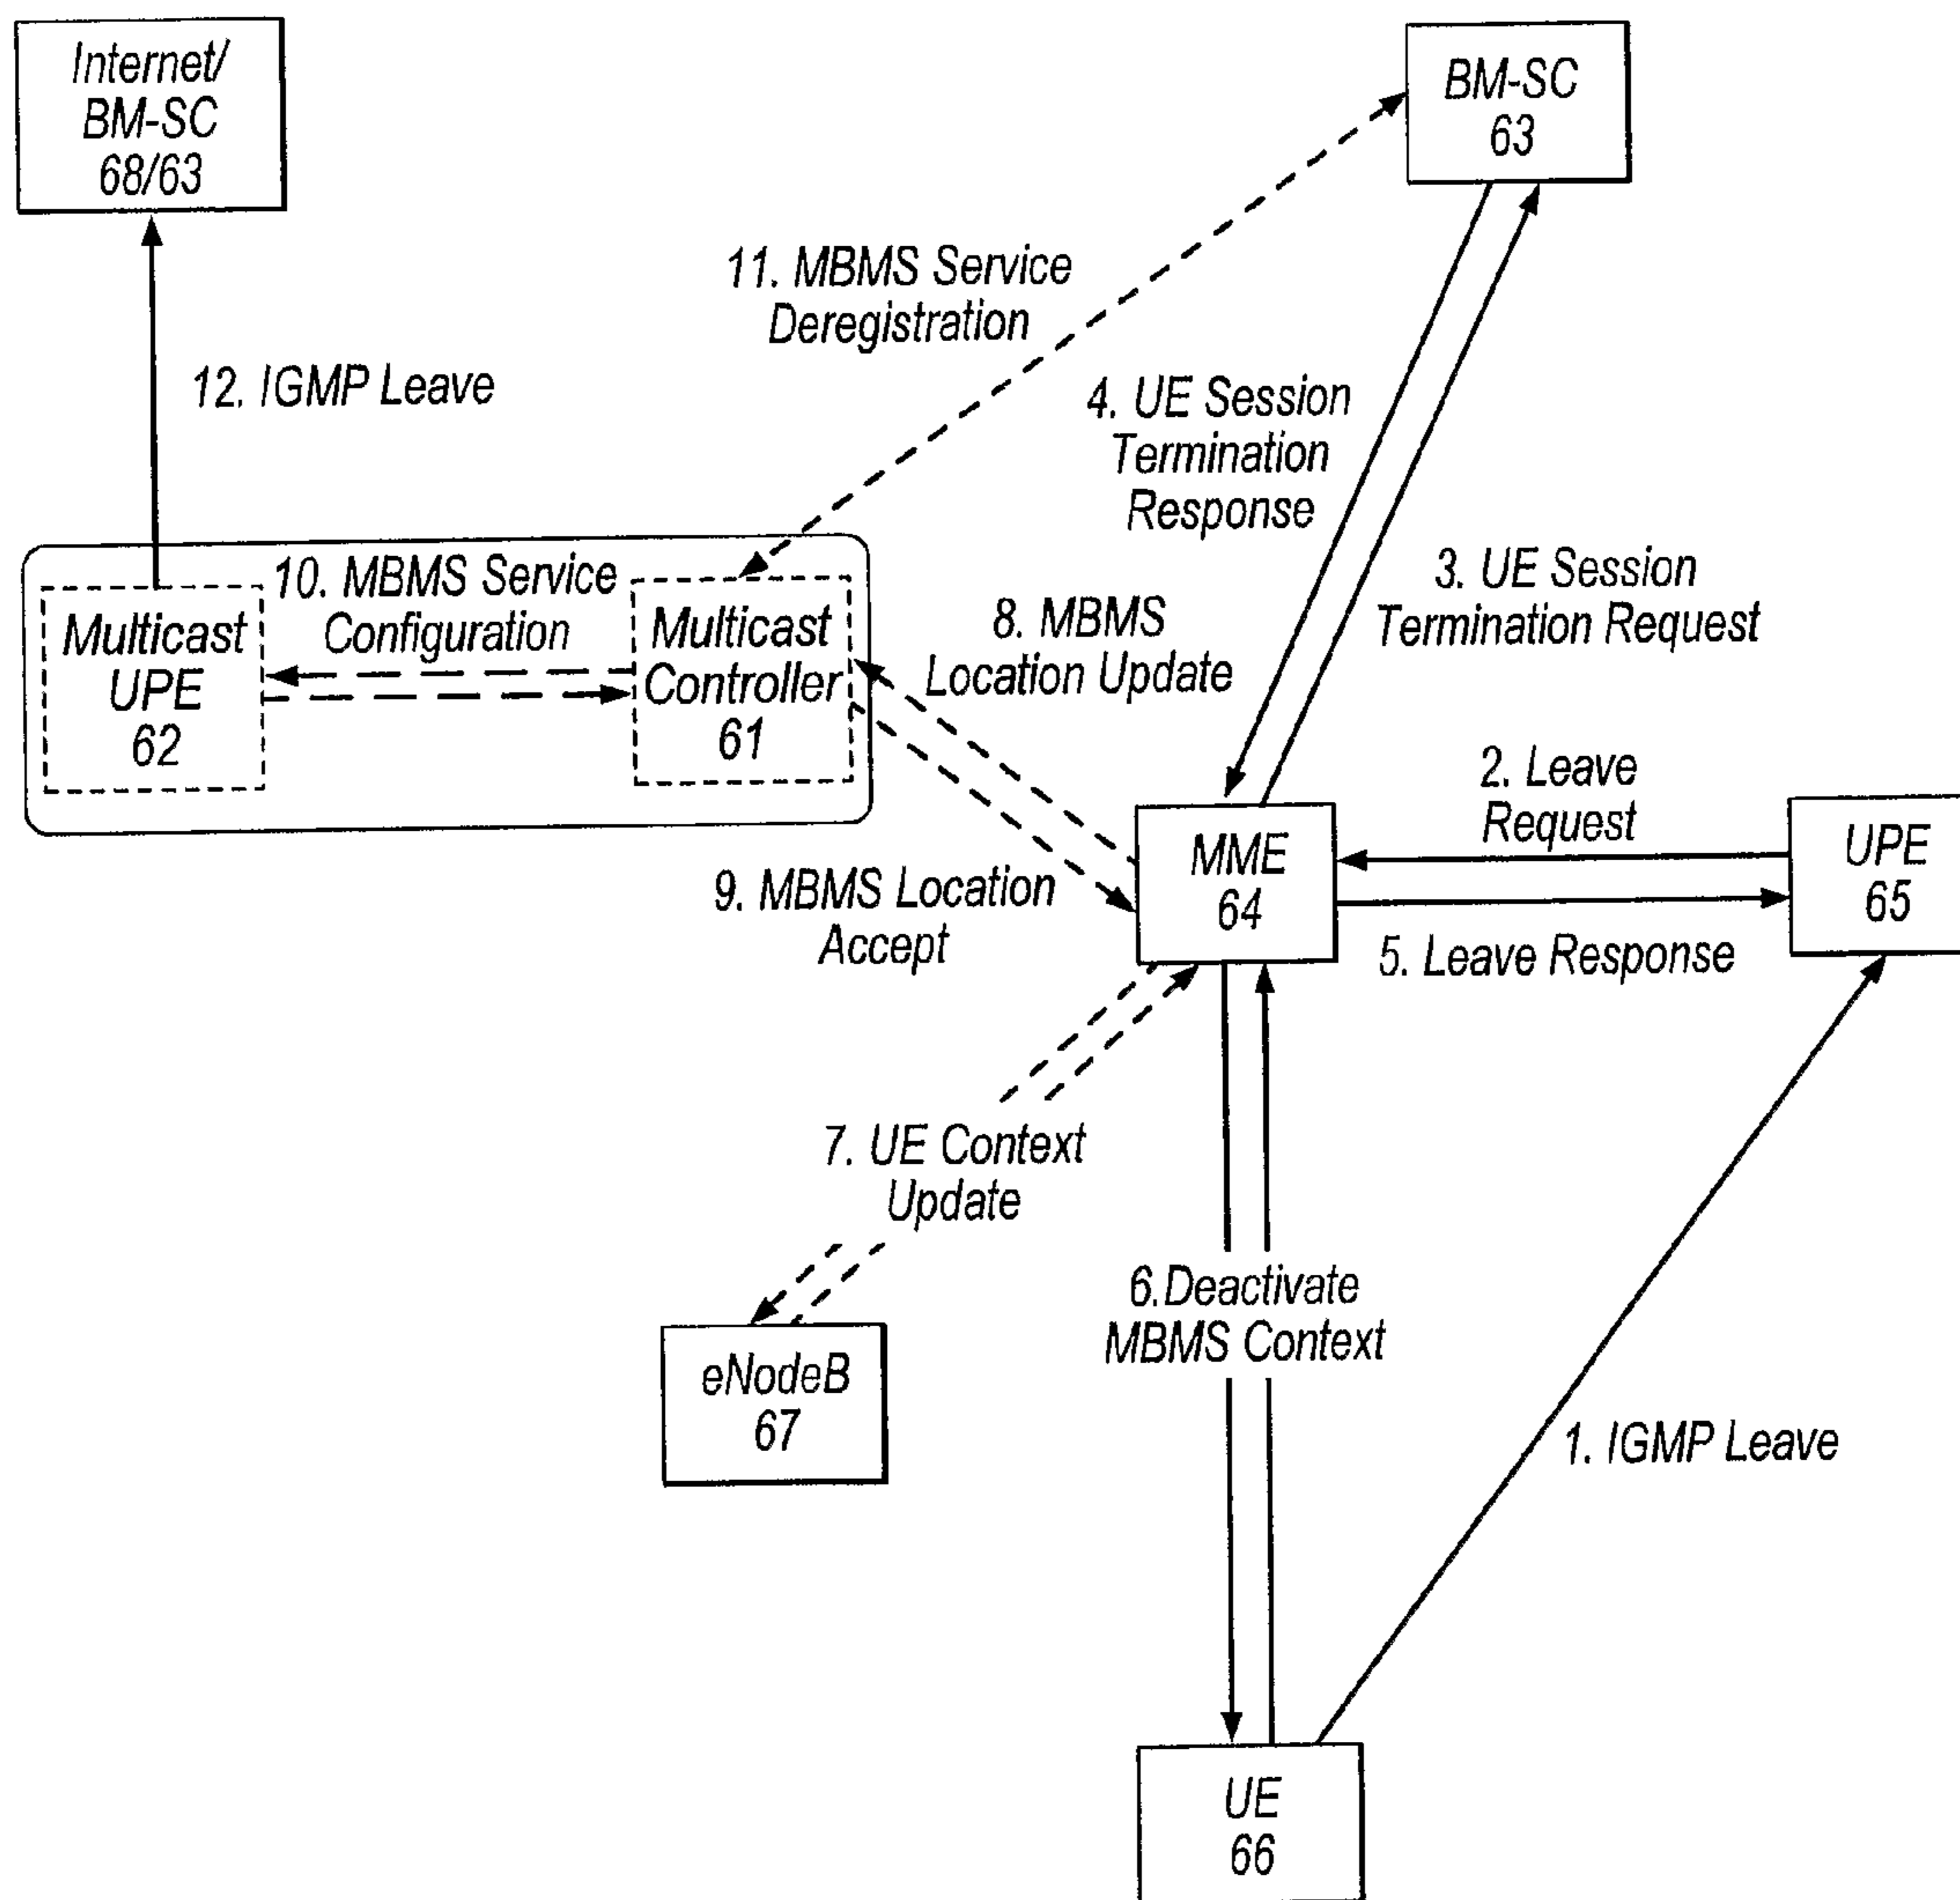 Internet/
BM-SC
68/63
BM-SC
63
11. MBMS Service
Deregistration
12. IGMP Leave
4. UE Session
Termination
Response
3. UE Session
Termination Request
10. MBMS Service
Configuration
Multicast
UPE
62
Multicast
Controller
61
8. MBMS
Location Update
2. Leave
Request
MME
64
UPE
65
9. MBMS Location
Accept
5. Leave Response
7. UE Context
Update
6.Deactivate
MBMS Context
eNodeB
67
1. IGMP Leave
UE
66